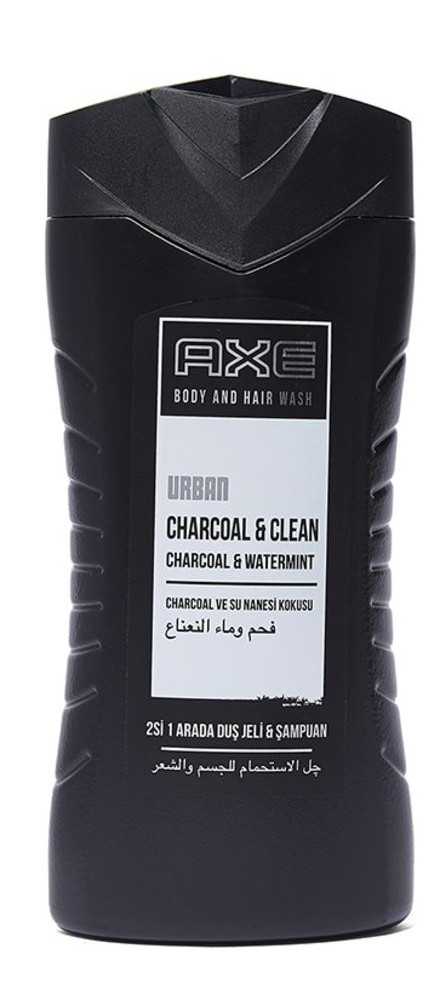 AXE
BODY AND HAIR WASH
URBAN
CHARCOAL & CLEAN
CHARCOAL & WATERMINT
CHARCOAL VE SU NANESİ KOKUSU
فحم وماء النعناع
2Sİ 1 ARADA DUŞ JELİ & ŞAMPUAN
جل الاستحمام للجسم والشعر